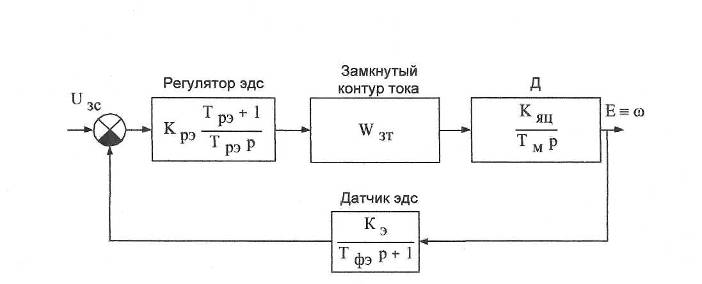 Регулятор эдс
Замкнутый
контур тока
Д
U зс
K рэ T рэ + 1
T рэ p
W зт
K яц
T м p
E ≡ ω
Датчик эдс
K э
T фэ p + 1